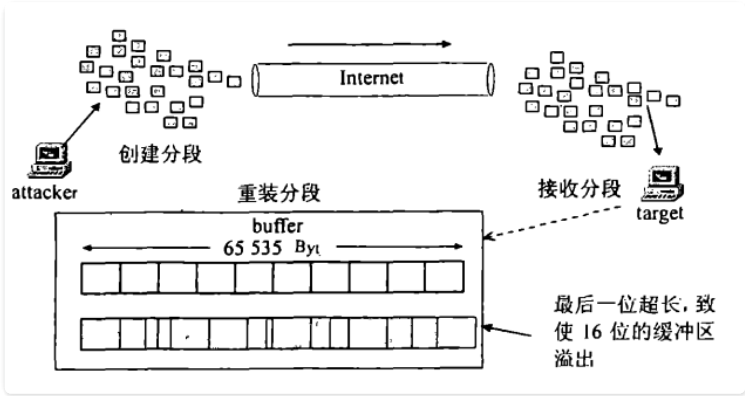 Internet
创建分段
attacker
重装分段
接收分段
target
buffer
65 535 Byt
最后一位超长，致
使 16 位的缓冲区
溢出